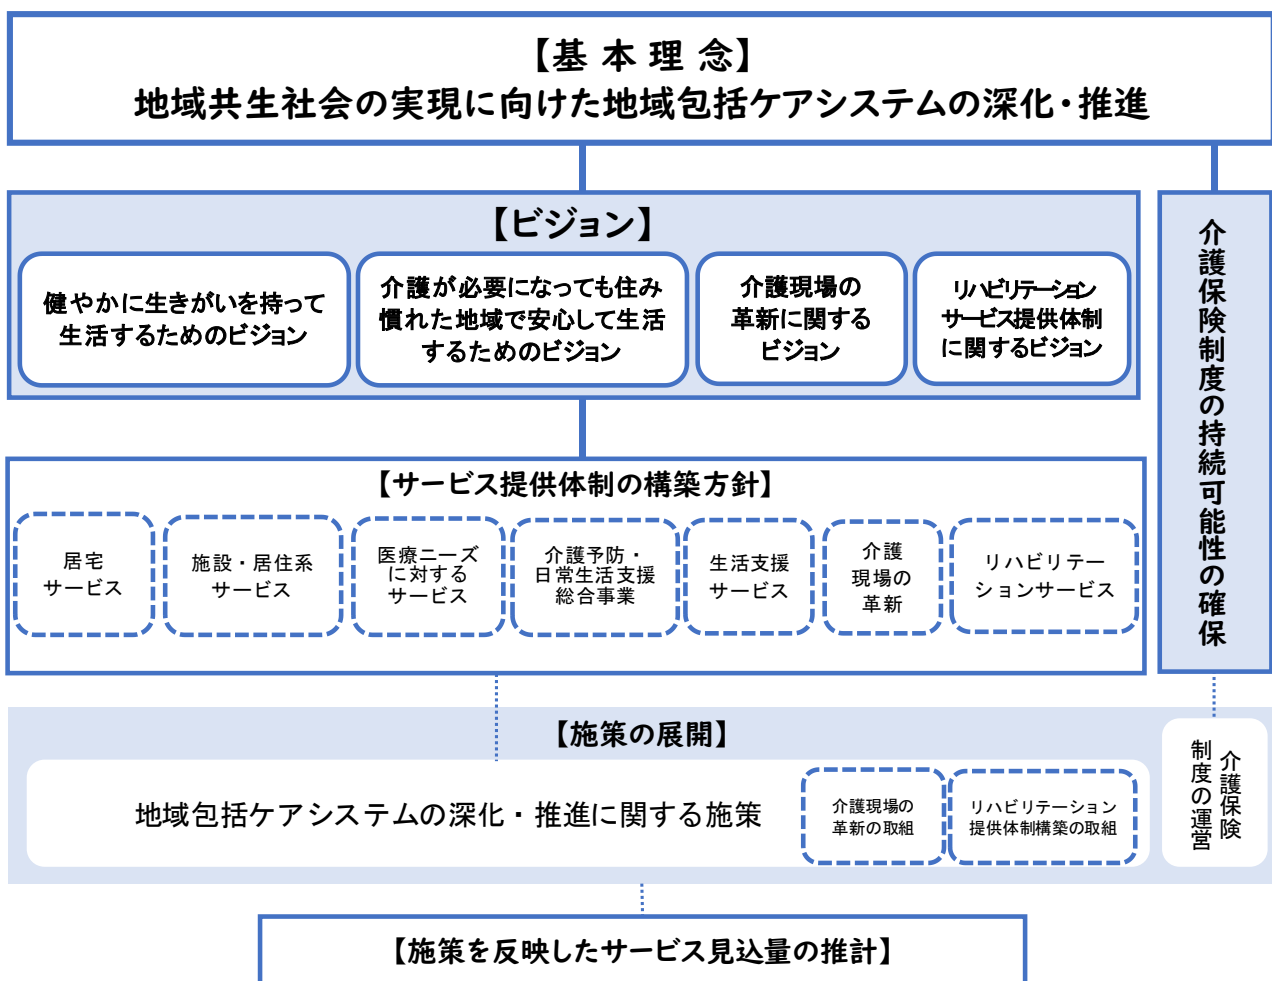 【基 本 理 念】
地域共生社会の実現に向けた地域包括ケアシステムの深化・推進
【ビジョン】
健やかに生きがいを持って
生活するためのビジョン
介護が必要になっても住み
慣れた地域で安心して生活
するためのビジョン
介護現場の
革新に関する
ビジョン
リハビリテーション
サービス提供体制
に関するビジョン
介護保険制度の持続可能性の確保
【サービス提供体制の構築方針】
居宅
サービス
施設・居住系
サービス
医療ニーズ
に対する
サービス
介護予防・
日常生活支援
総合事業
生活支援
サービス
介護
現場の
革新
リハビリテー
ションサービス
【施策の展開】
地域包括ケアシステムの深化・推進に関する施策
介護現場の
革新の取組
リハビリテーション
提供体制構築の取組
介護保険
制度の運営
【施策を反映したサービス見込量の推計】